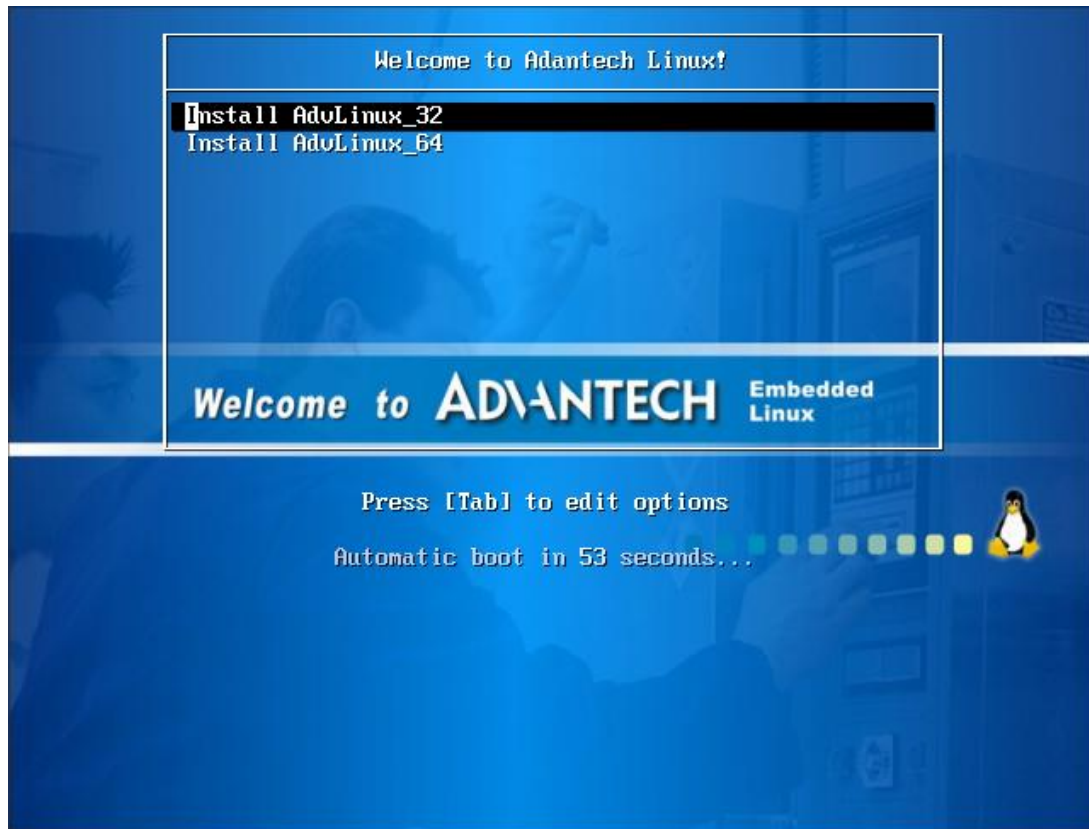 Welcome to Adantech Linux!
Install AdvLinux_32
Install AdvLinux_64
Welcome to ADVANTECH Embedded Linux
Press [Tab] to edit options
Automatic boot in 53 seconds...